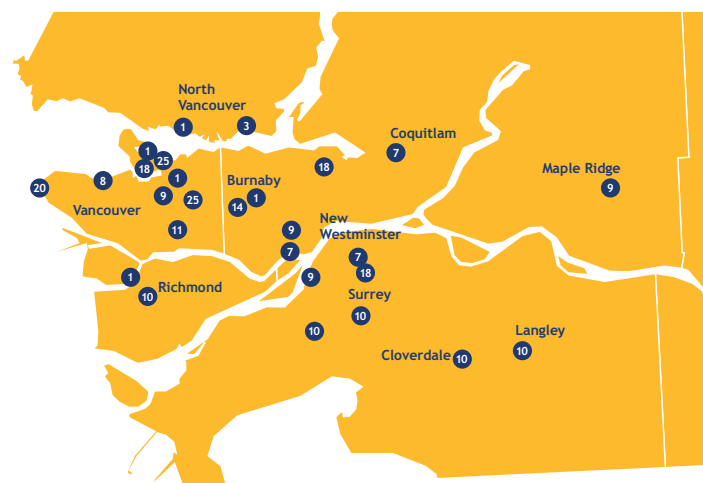 North
Vancouver
1
3
1
25
18
1
20
8
9
25
Vancouver
11
Burnaby
1
14
18
Coquitlam
7
Maple Ridge
9
9
7
New
Westminster
7
18
9
1
10
Richmond
Surrey
10
10
Cloverdale
10
Langley
10